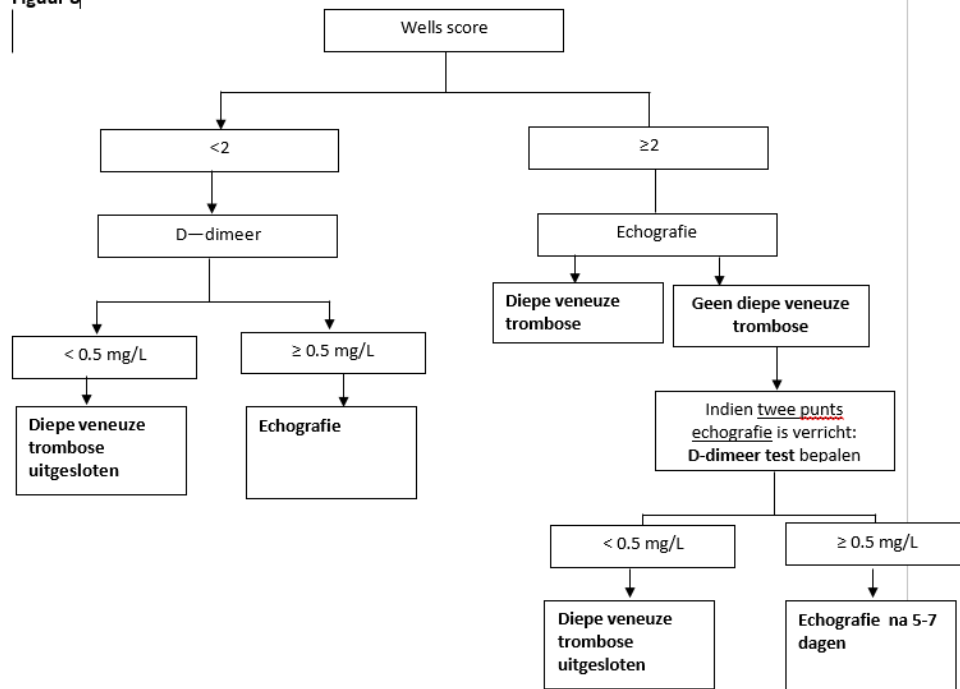 Wells score
<2
≥2
D—dimeer
Echografie
Diepe veneuze
trombose
Geen diepe veneuze
trombose
< 0.5 mg/L
≥ 0.5 mg/L
Diepe veneuze
trombose
uitgesloten
Echografie
Indien twee punts
echografie is verricht:
D-dimeer test bepalen
< 0.5 mg/L
≥ 0.5 mg/L
Diepe veneuze
trombose
uitgesloten
Echografie na 5-7
dagen